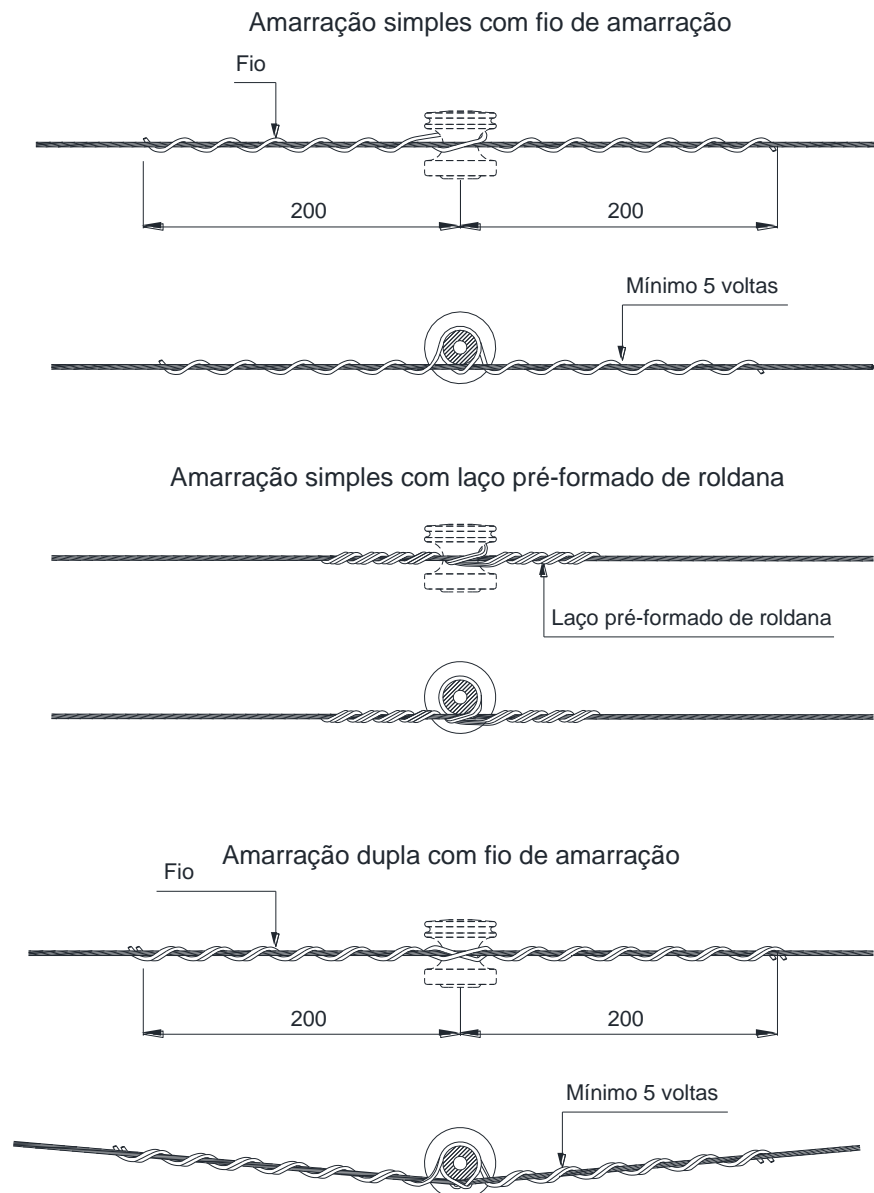 Amarração simples com fio de amarração
Fio
200
200
Mínimo 5 voltas
Amarração simples com laço pré-formado de roldana
Laço pré-formado de roldana
Amarração dupla com fio de amarração
Fio
200
200
Mínimo 5 voltas